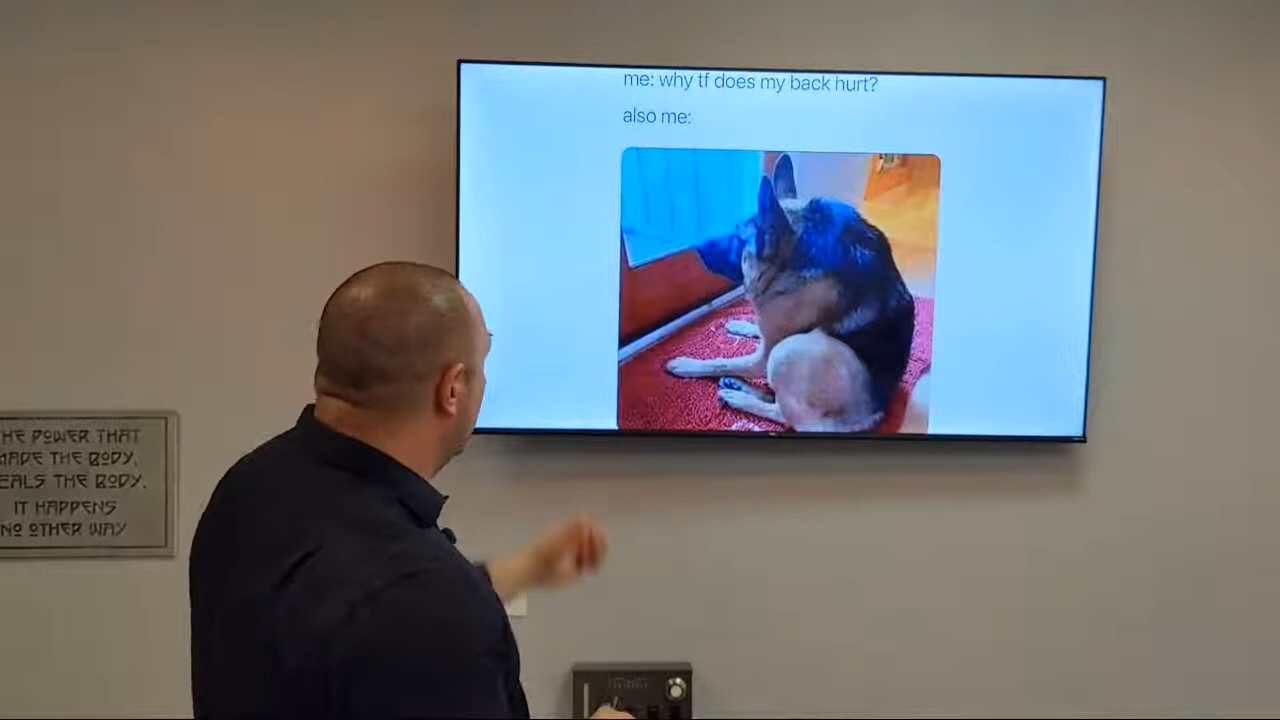 me: why tf does my back hurt?
also me:
HE POWER THAT
MADE THE BODY,
EALS THE BODY.
IT HAPPENS
NO OTHER WAY